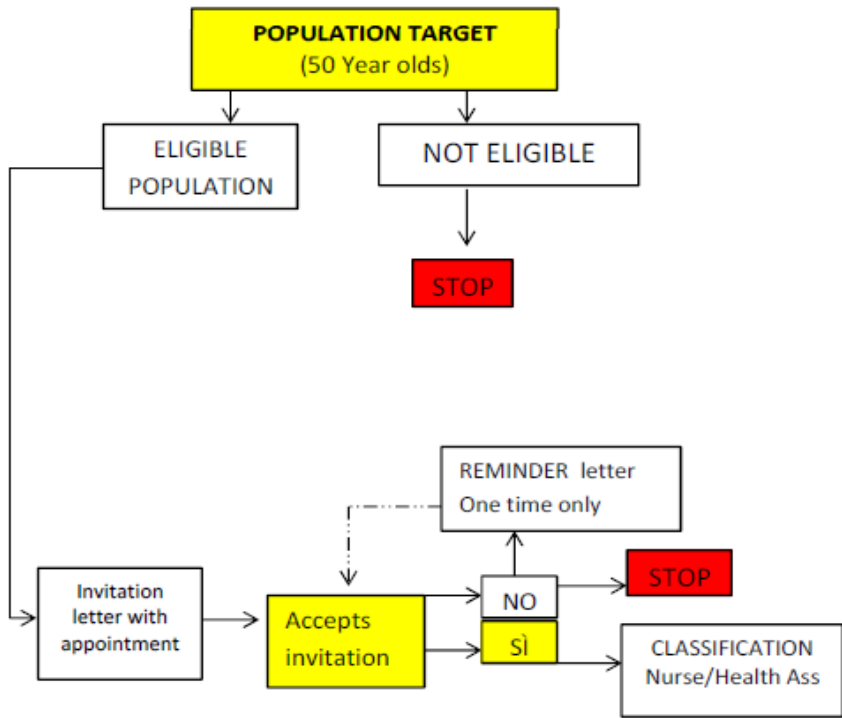 POPULATION TARGET
(50 Year olds)
ELIGIBLE
POPULATION
NOT ELIGIBLE
STOP
REMINDER letter
One time only
Invitation
letter with
appointment
Accepts
invitation
NO
STOP
SÌ
CLASSIFICATION
Nurse/Health Ass